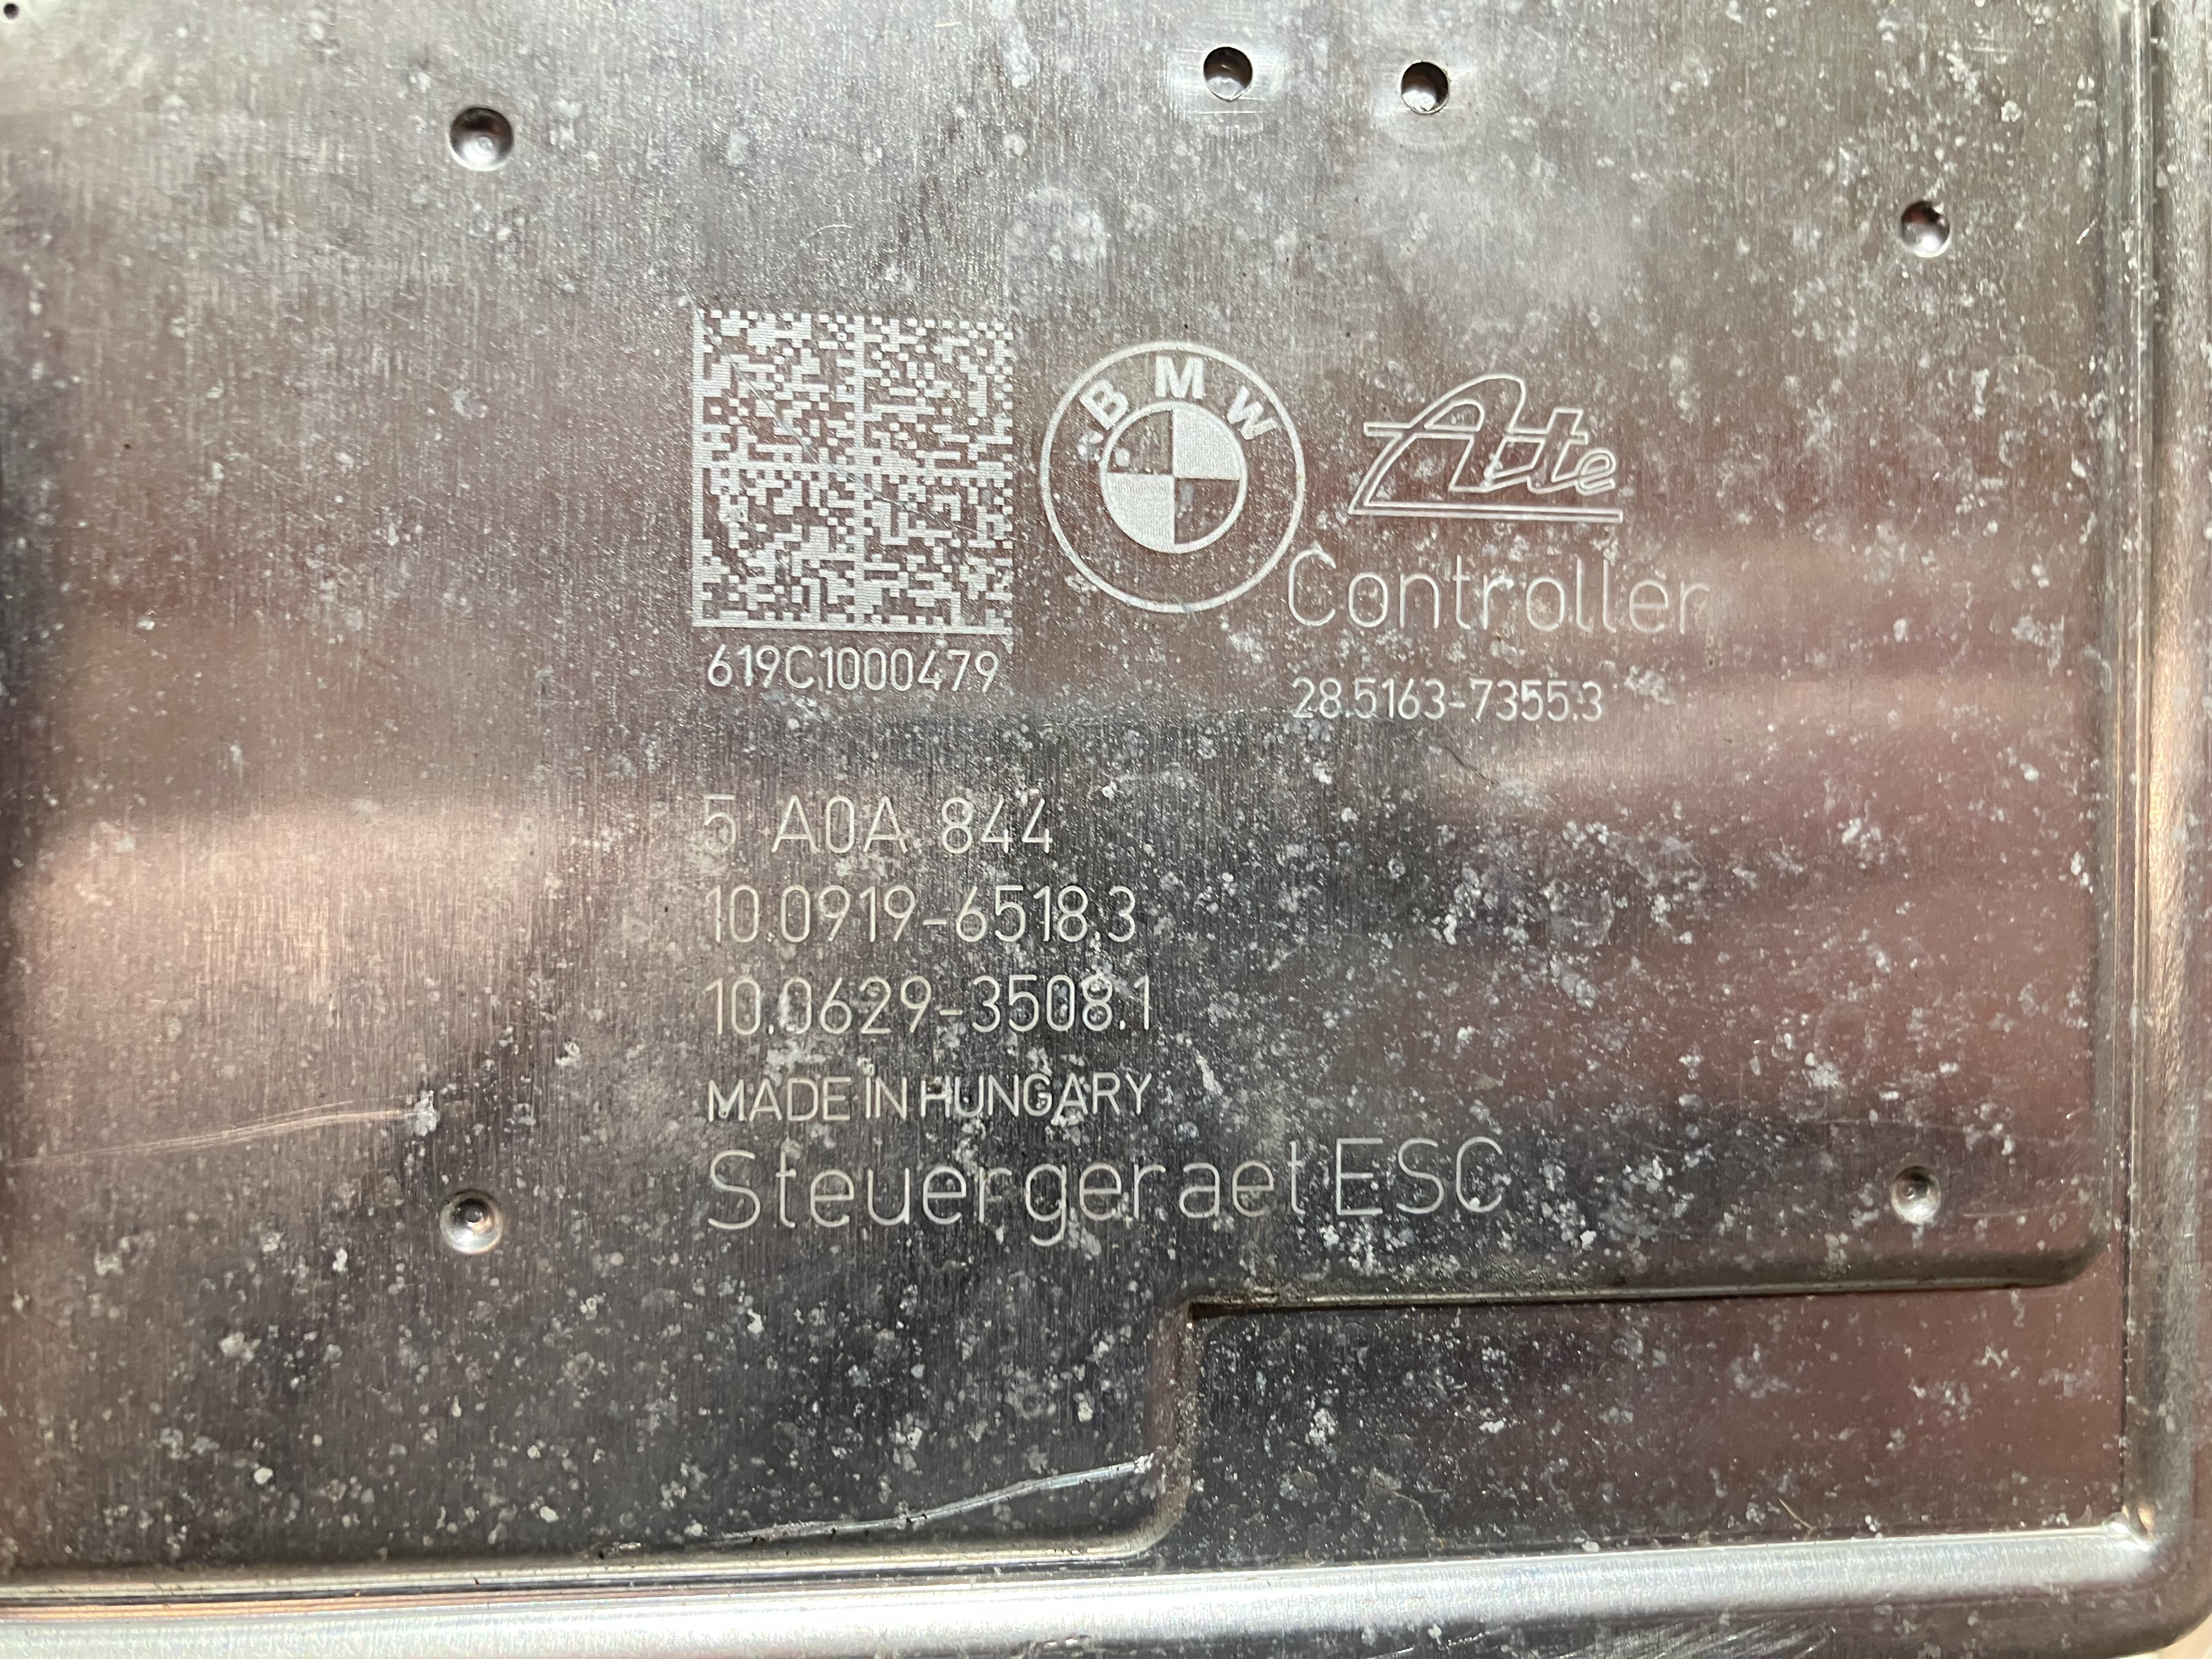 BMW
Ate
Controller
619C1000479
28.5163-7355.3
5 A0A 844
10.0919-6518.3
10.0629-3508.1
MADE IN HUNGARY
Steuergeraet ESC